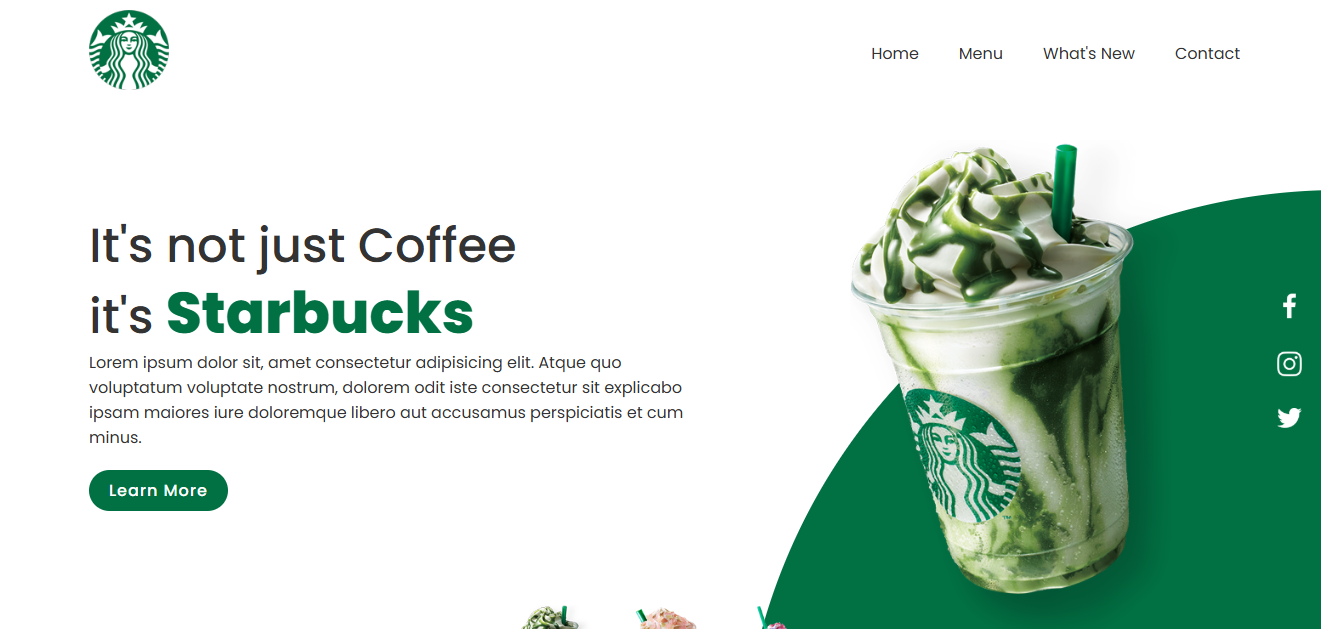 Home Menu What's New Contact
It's not just Coffee
it's Starbucks
Lorem ipsum dolor sit, amet consectetur adipisicing elit. Atque quo
voluptatum voluptate nostrum, dolorem odit iste consectetur sit explicabo
ipsam maiores iure doloremque libero aut accusamus perspiciatis et cum
minus.
Learn More